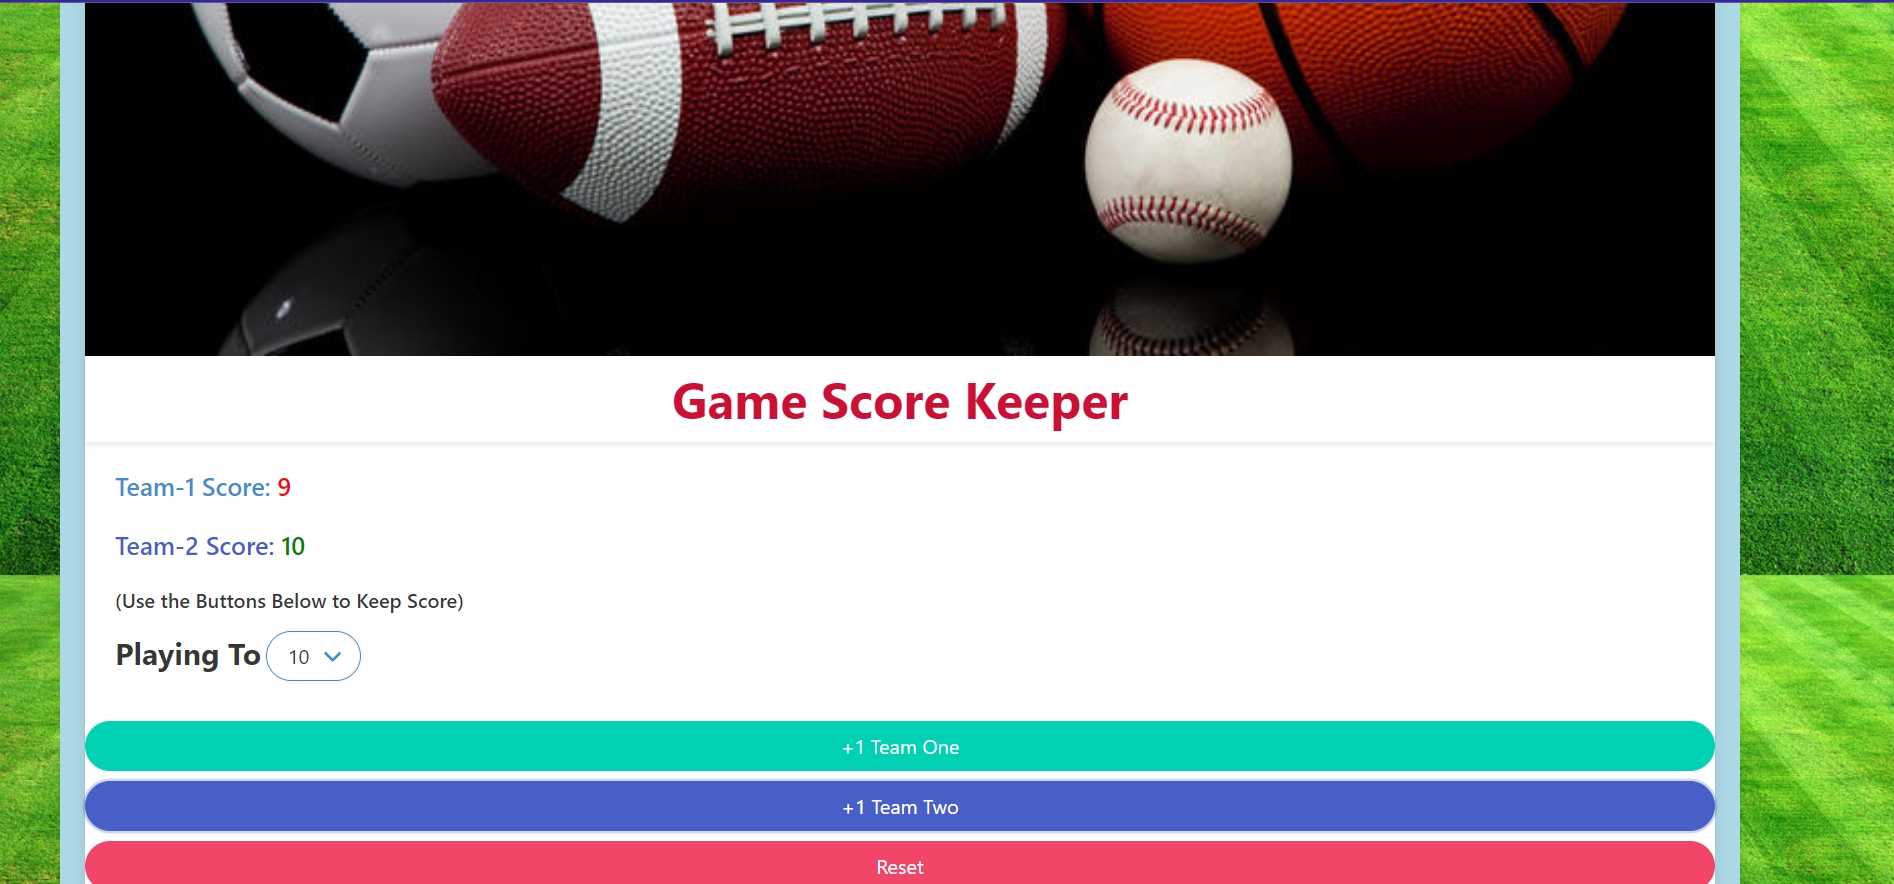 Game Score Keeper
Team-1 Score: 9
Team-2 Score: 10
(Use the Buttons Below to Keep Score)
Playing To 10
+1 Team One
+1 Team Two
Reset